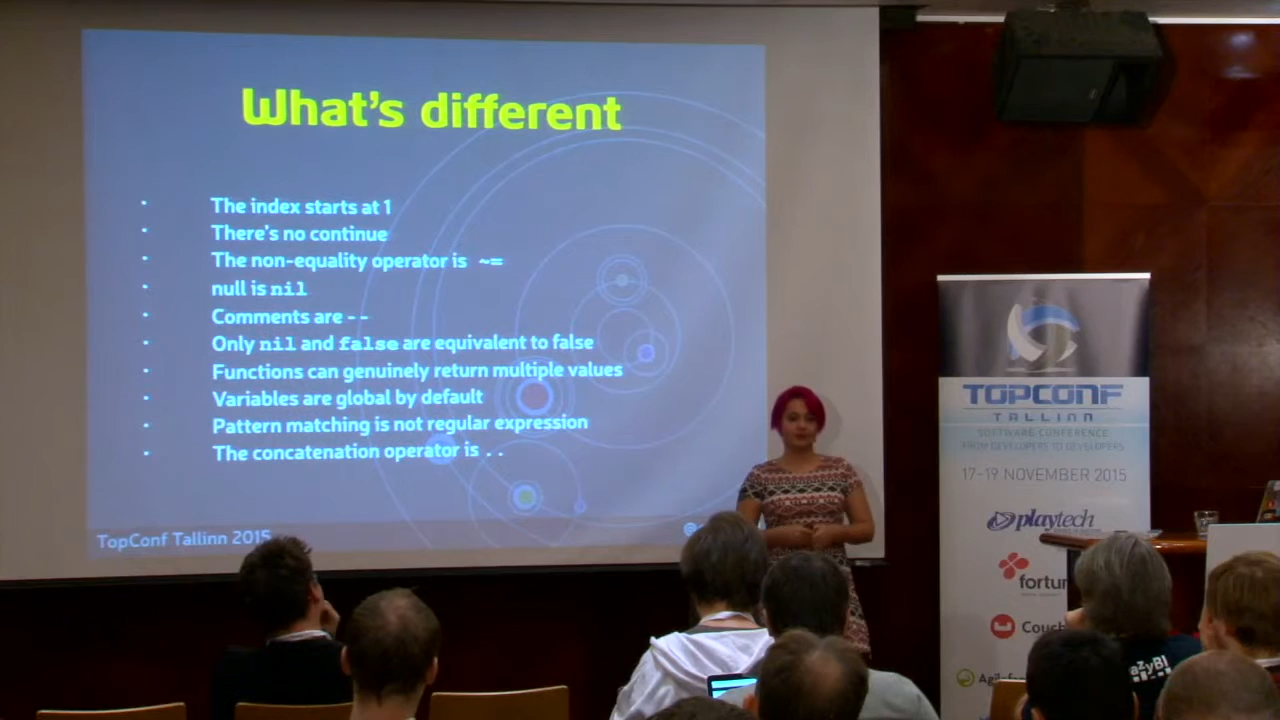 What's different
The index starts at 1
There's no continue
The non-equality operator is ~=
null is nil
Comments are --
Only nil and false are equivalent to false
Functions can genuinely return multiple values
Variables are global by default
Pattern matching is not regular expression
The concatenation operator is ..
TopConf Tallinn 2015
TOPCONF
TALLINN
SOFTWARE CONFERENCE
FROM DEVELOPERS TO DEVELOPERS
17-19 NOVEMBER 2015
playtech
fortu
Couch
aZyB!